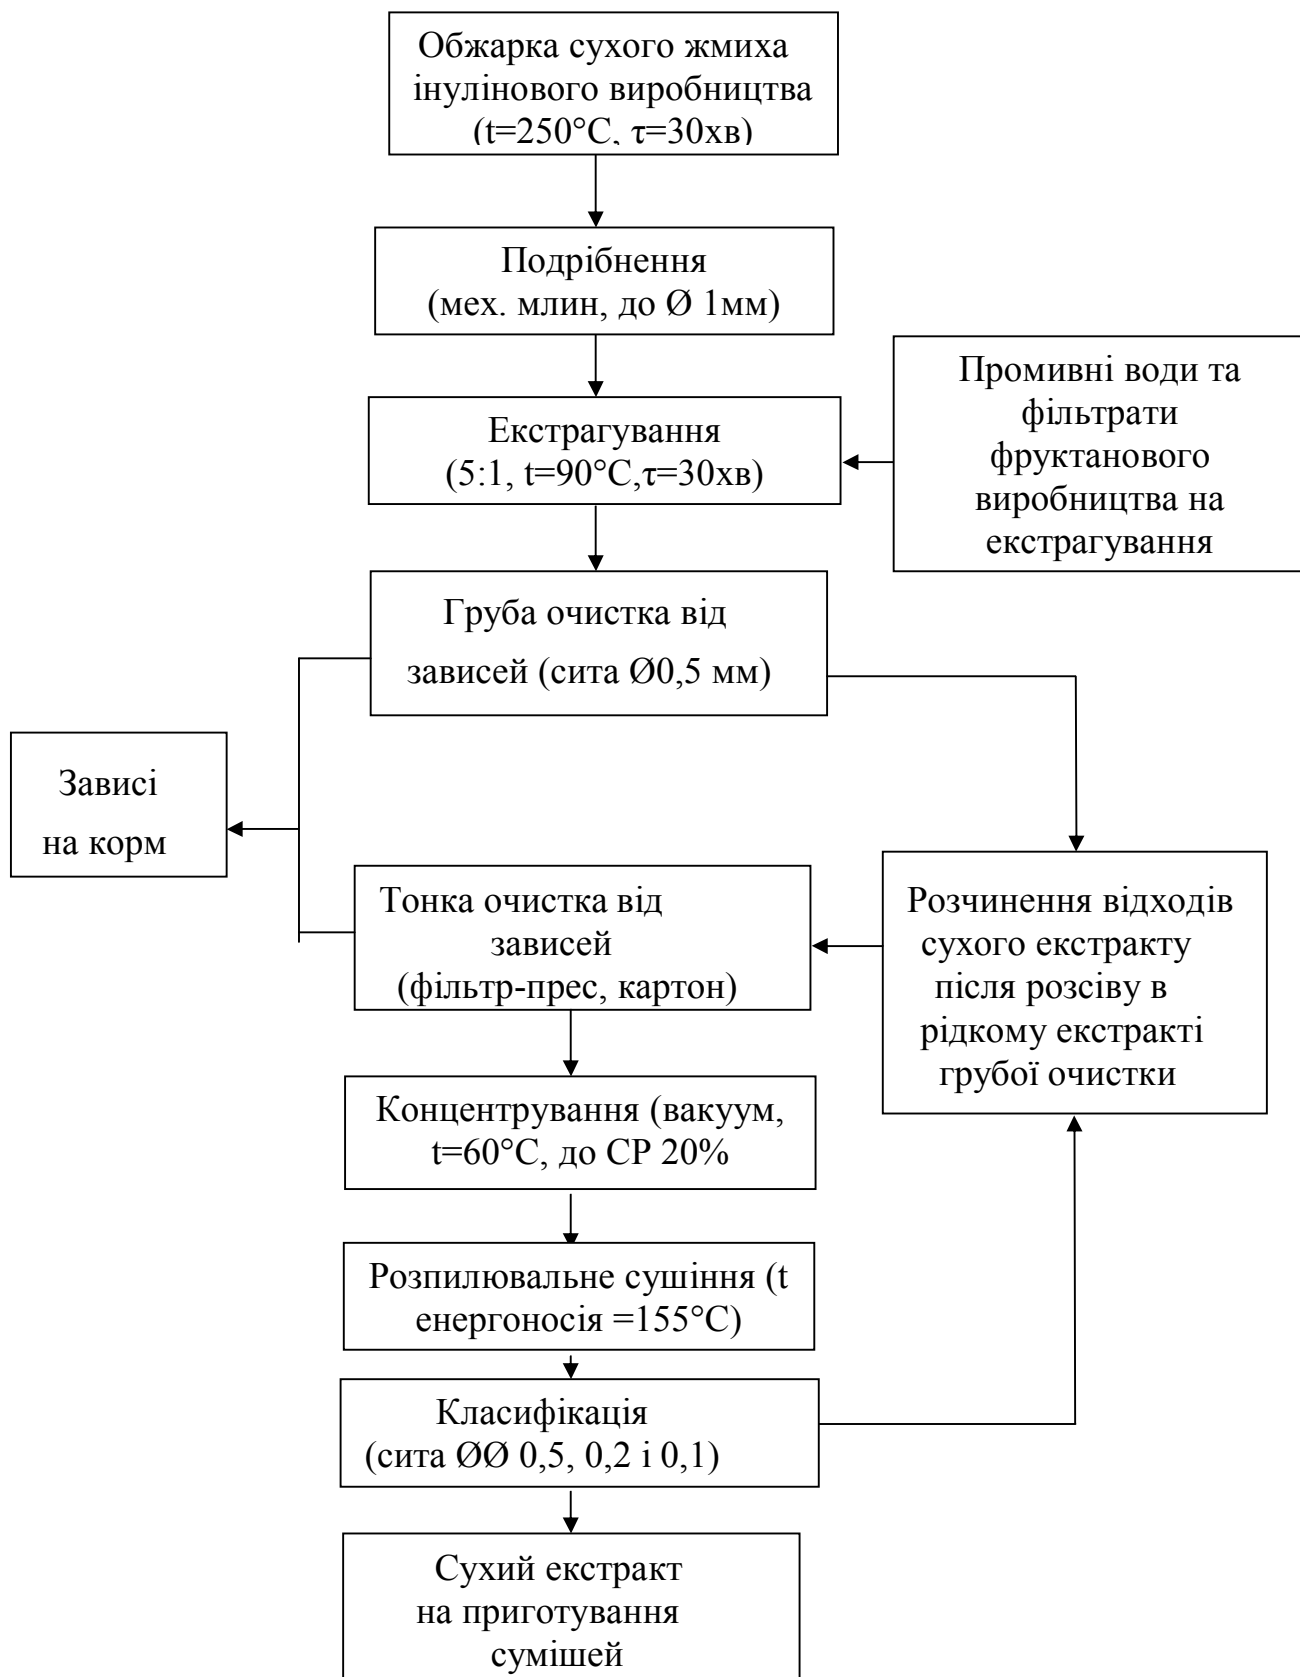 Обжарка сухого жмиха
інулінового виробництва
(t=250°C, τ=30хв)
Подрібнення
(мех. млин, до Ø 1мм)
Промивні води та
фільтрати
фруктанового
виробництва на
екстрагування
Екстрагування
(5:1, t=90°C,τ=30хв)
Груба очистка від
зависей (сита Ø0,5 мм)
Зависі
на корм
Тонка очистка від
зависей
(фільтр-прес, картон)
Розчинення відходів
сухого екстракту
після розсіву в
рідкому екстракті
грубої очистки
Концентрування (вакуум,
t=60°C, до СР 20%
Розпилювальне сушіння (t
енергоносія =155°C)
Класифікація
(сита ØØ 0,5, 0,2 і 0,1)
Сухий екстракт
на приготування
сумішей